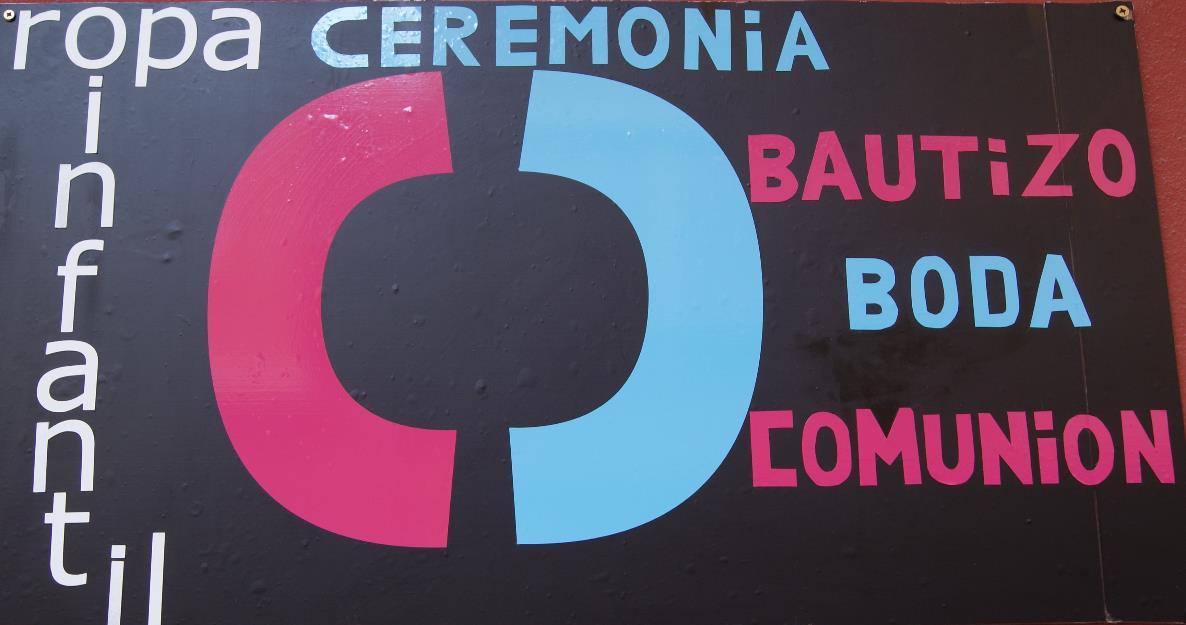 ropa CEREMONiA
infantil
BAUTiZO
BODA
COMUNiON